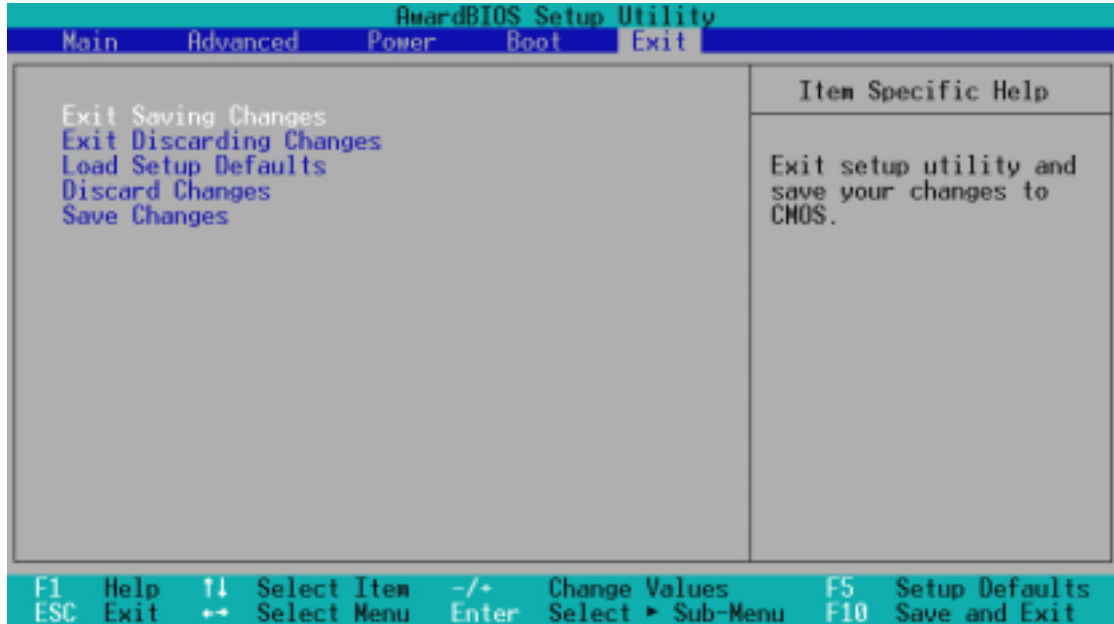 AwardBIOS Setup Utility
Main Advanced Power Boot Exit
Item Specific Help
Exit Saving Changes
Exit Discarding Changes
Load Setup Defaults
Discard Changes
Save Changes
Exit setup utility and
save your changes to
CMOS.
F1 Help ↑↓ Select Item -/+ Change Values F5 Setup Defaults
ESC Exit ←→ Select Menu Enter Select ► Sub-Menu F10 Save and Exit